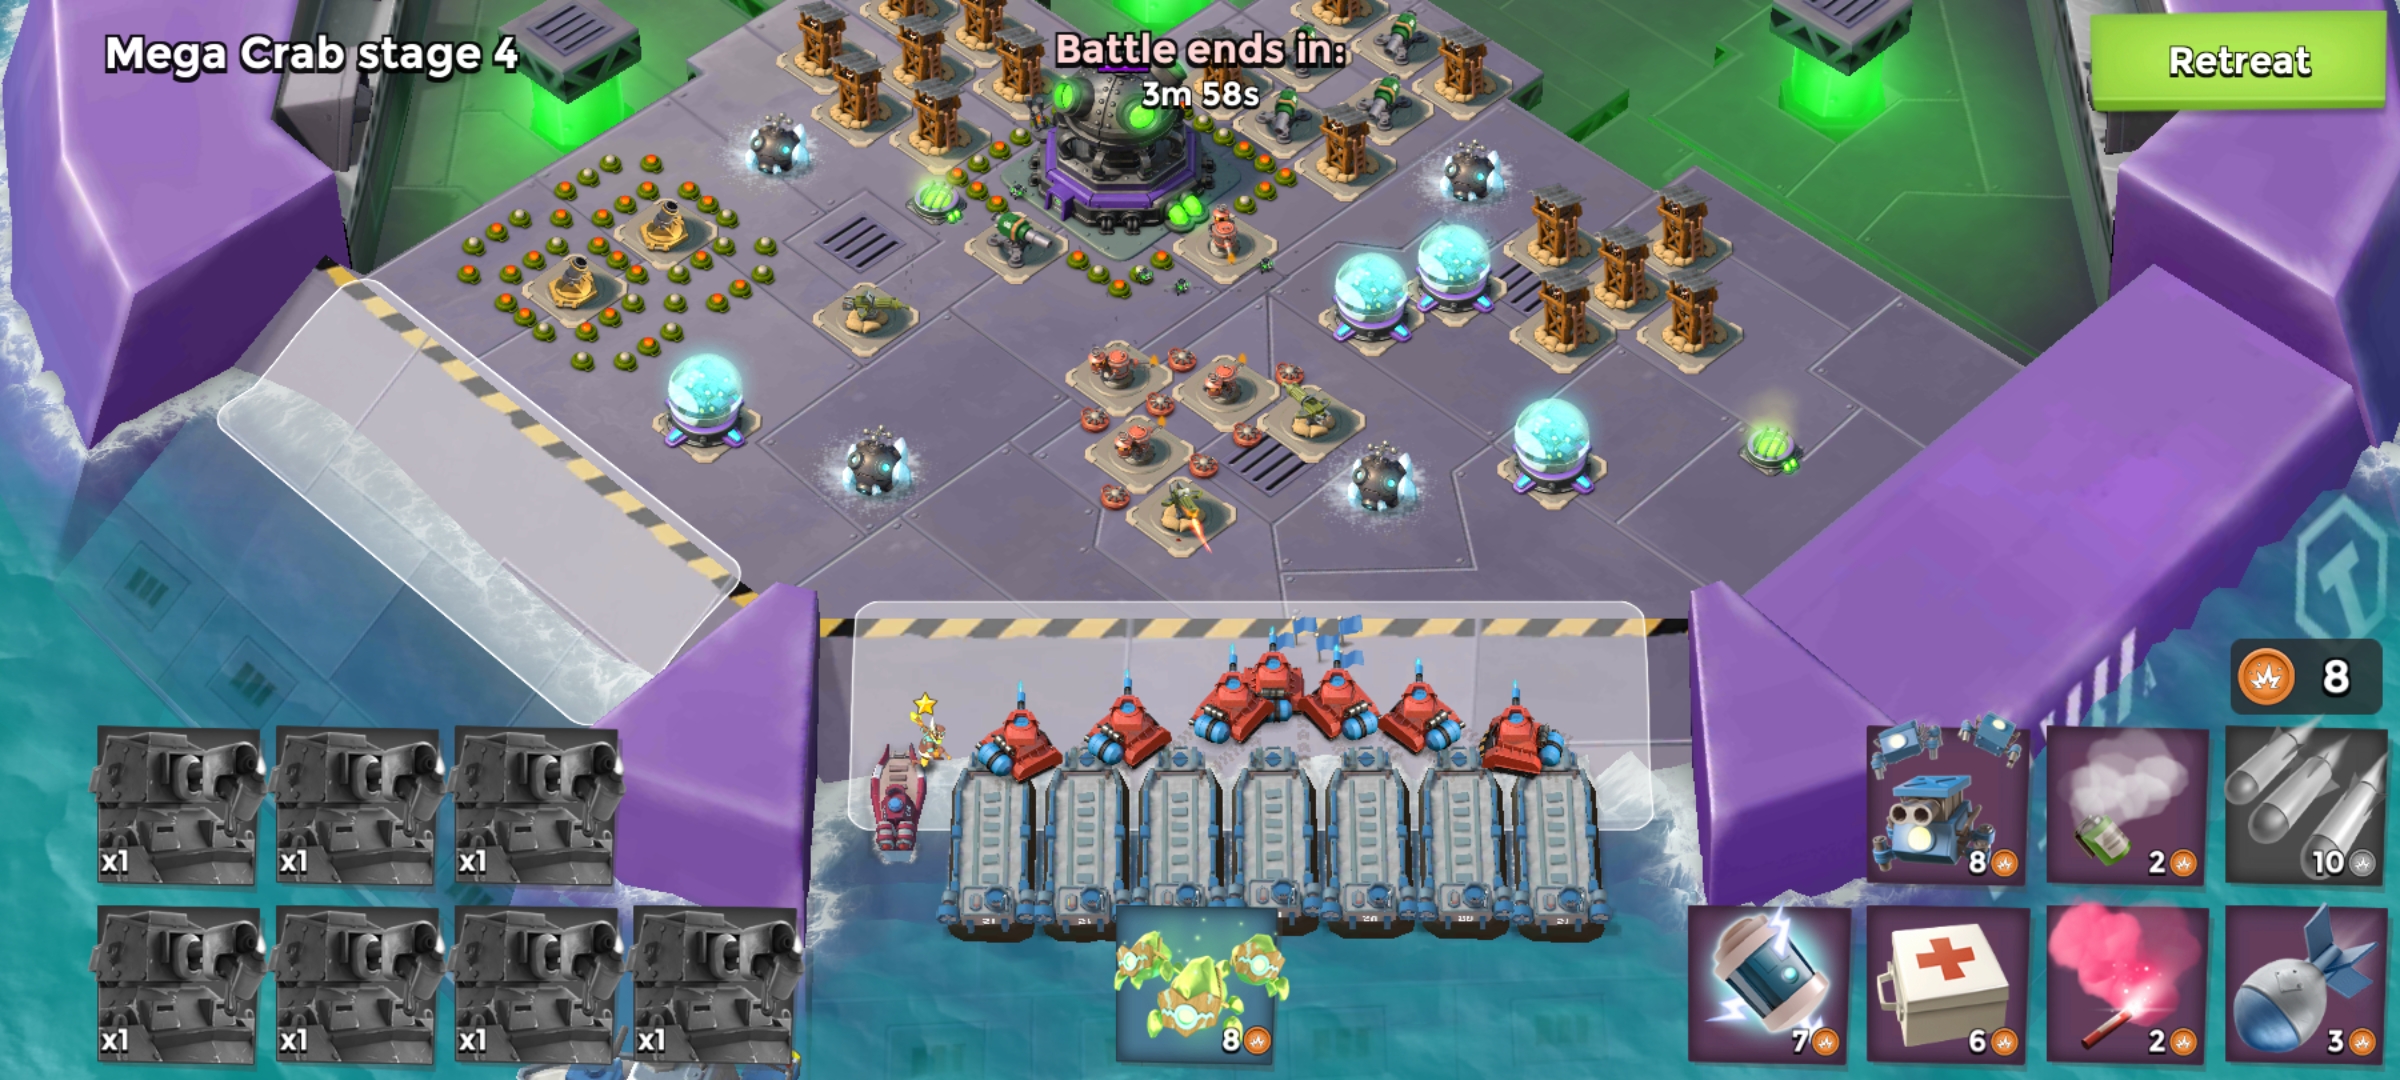 Mega Crab stage 4
Battle ends in:
3m 58s
Retreat
8
x1
x1
x1
8
2
10
x1
x1
x1
x1
8
7
6
2
3